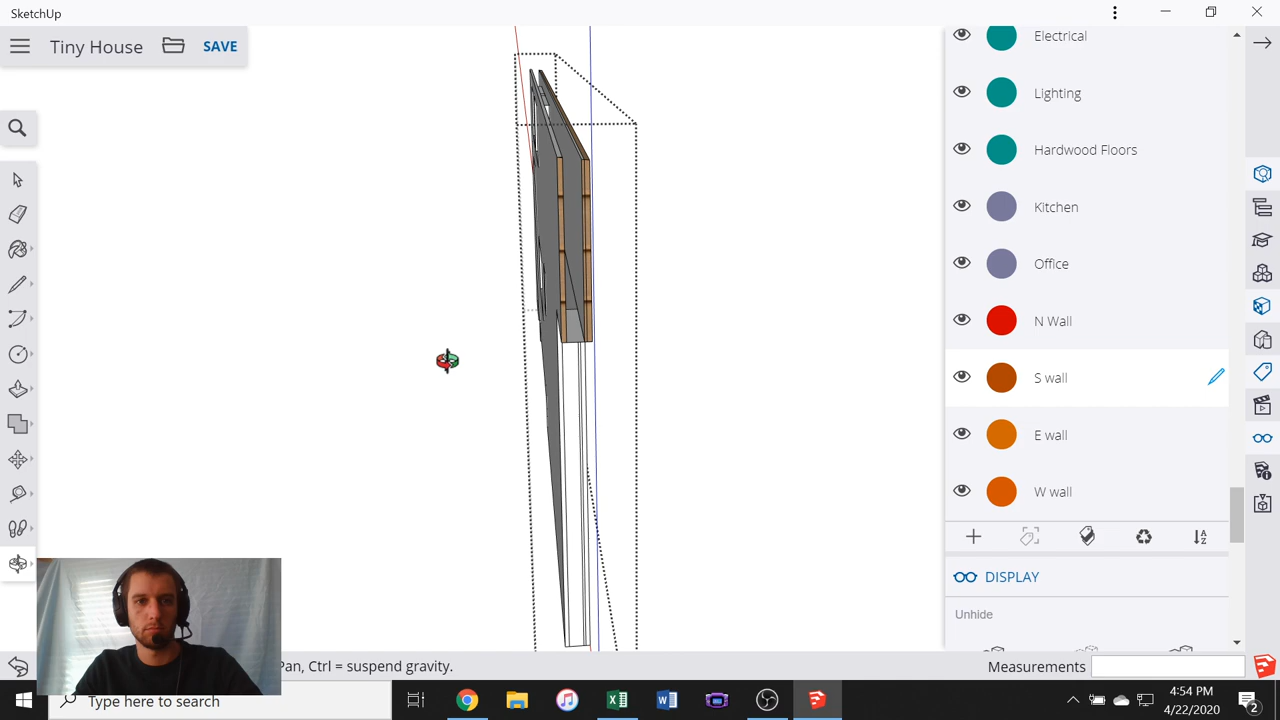 SketchUp
Tiny House
SAVE
Electrical
Lighting
Hardwood Floors
Kitchen
Office
N Wall
S wall
E wall
W wall
DISPLAY
Unhide
Pan, Ctrl = suspend gravity.
Measurements
Type here to search
4:54 PM
4/22/2020
2